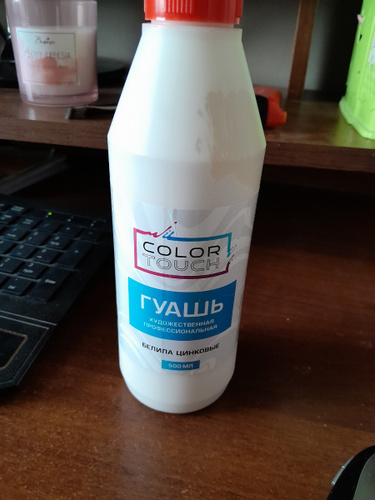 COLOR
TOUCH
ГУАШЬ
ХУДОЖЕСТВЕННАЯ
ПРОФЕССИОНАЛЬНАЯ
БЕЛИЛА ЦИНКОВЫЕ
500 МЛ